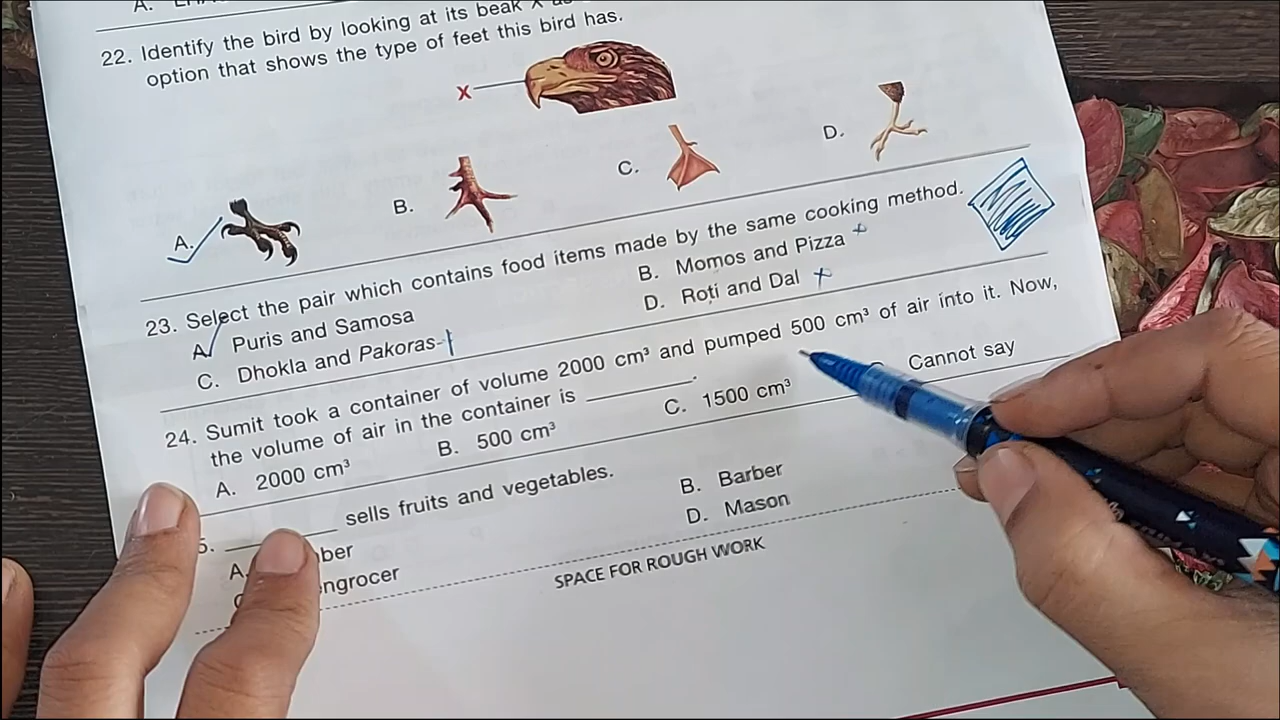 A.
22. Identify the bird by looking at its beak X
option that shows the type of feet this bird has.
X
A. B. C. D.
23. Select the pair which contains food items made by the same cooking method.
A. Puris and Samosa B. Momos and Pizza
C. Dhokla and Pakoras D. Roti and Dal
24. Sumit took a container of volume 2000 cm³ and pumped 500 cm³ of air into it. Now,
the volume of air in the container is ________.
A. 2000 cm³ B. 500 cm³ C. 1500 cm³ Cannot say
5. ________ sells fruits and vegetables.
A. ber B. Barber
ngrocer D. Mason
SPACE FOR ROUGH WORK